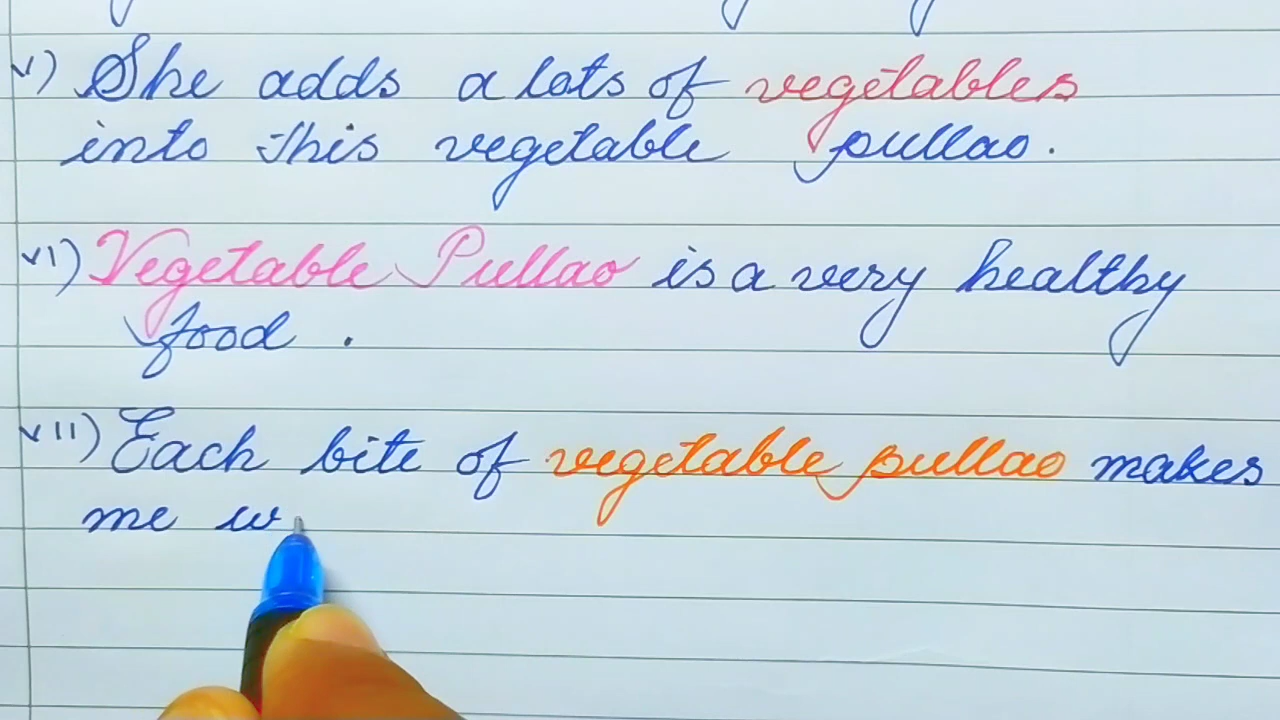 v) She adds a lots of vegetables
into this vegetable pullao.
vi) Vegetable Pullao is a very healthy
food.
vii) Each bite of vegetable pullao makes
me w